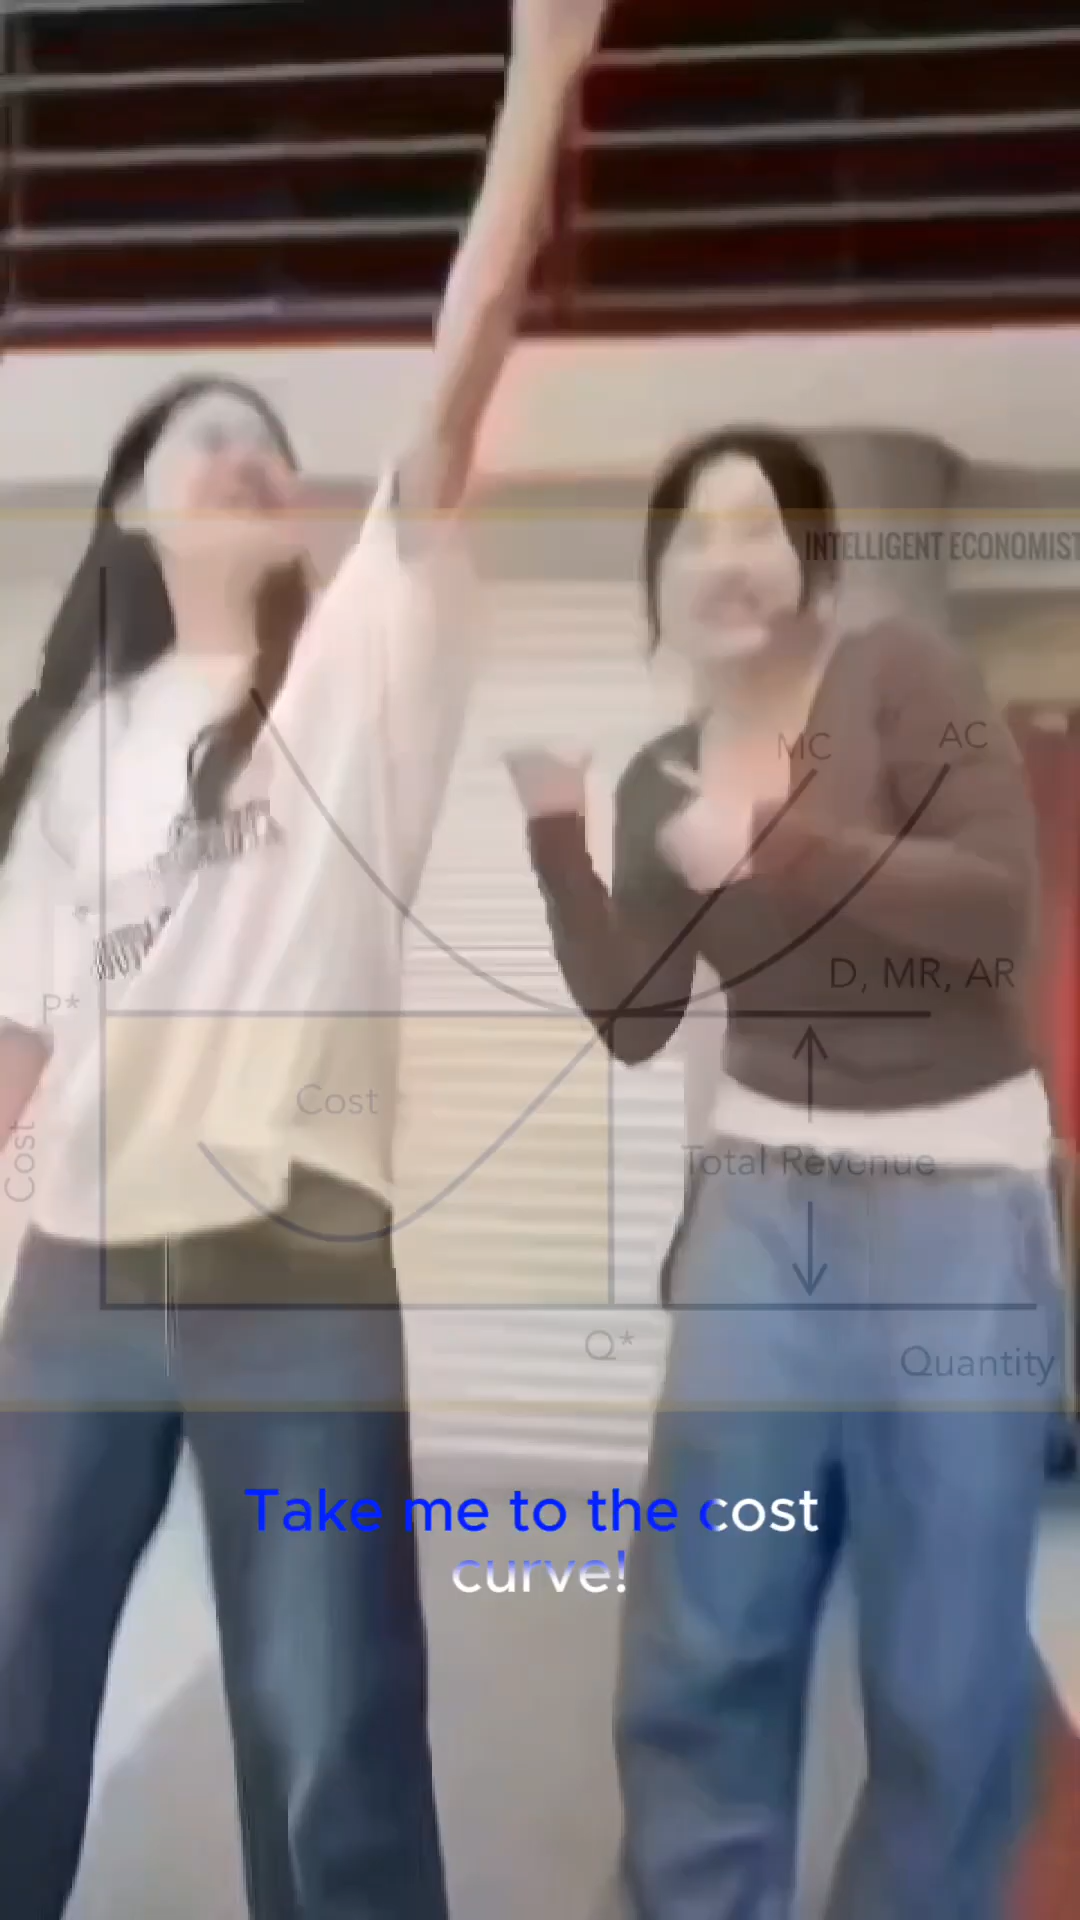 INTELLIGENT ECONOMIST
MC
AC
D, MR, AR
P*
Cost
Cost
Total Revenue
Q*
Quantity
Take me to the cost
curve!